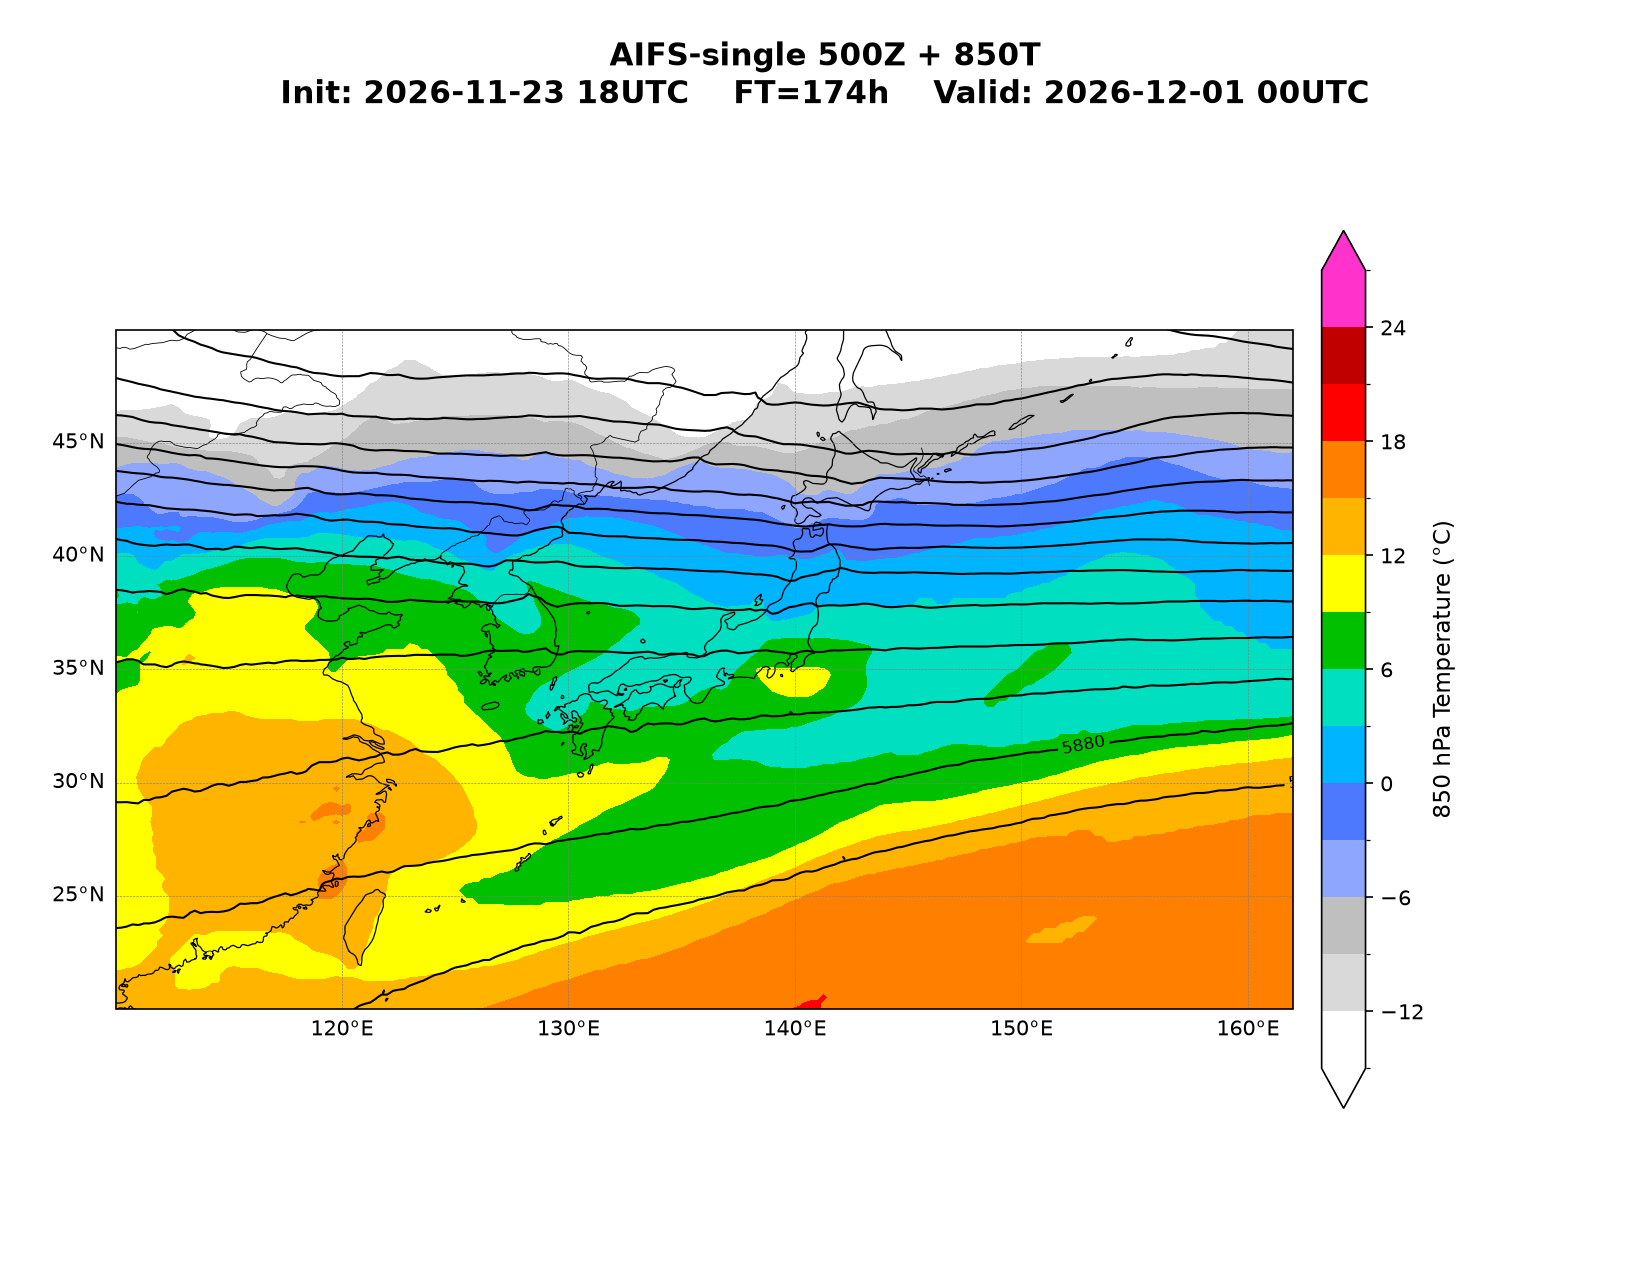 AIFS-single 500Z + 850T
Init: 2026-11-23 18UTC    FT=174h    Valid: 2026-12-01 00UTC
45°N
40°N
35°N
30°N
25°N
120°E
130°E
140°E
150°E
160°E
5880
24
18
12
6
0
−6
−12
850 hPa Temperature (°C)